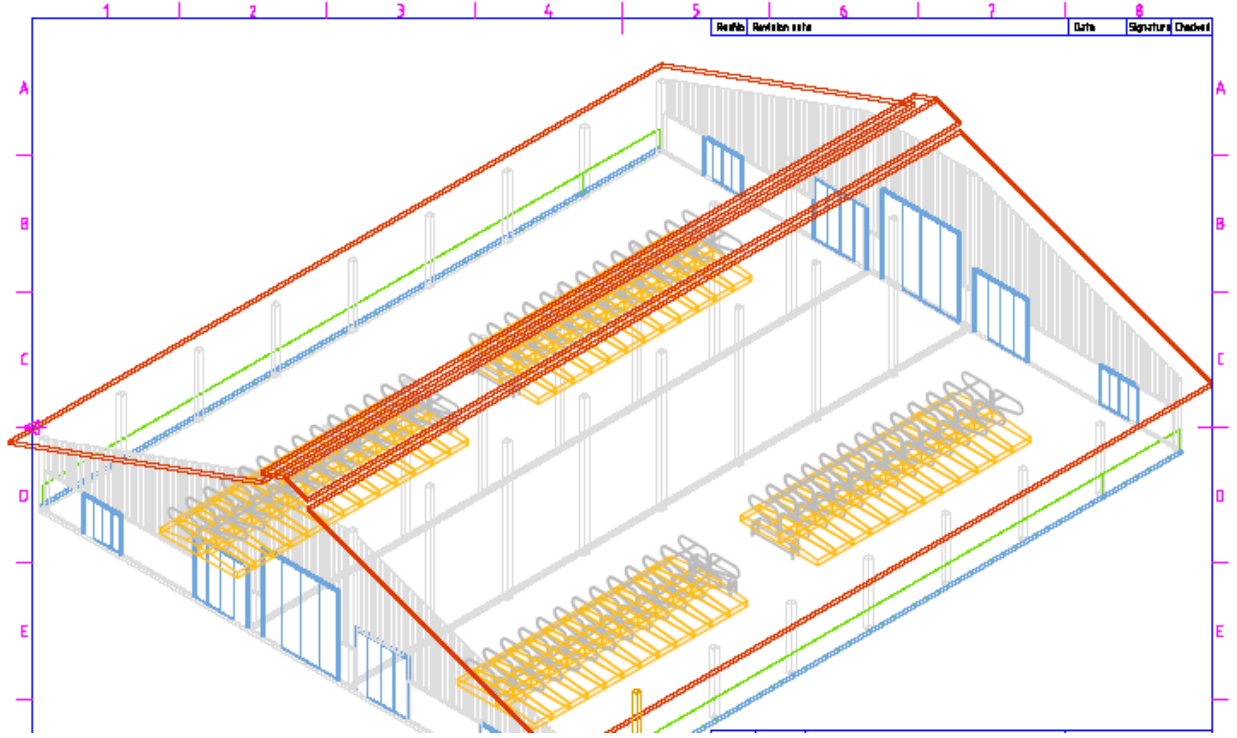 1 2 3 4 5 6 7 8
RevNo Revision note Date Signature Checked
A A
B B
C C
D D
E E